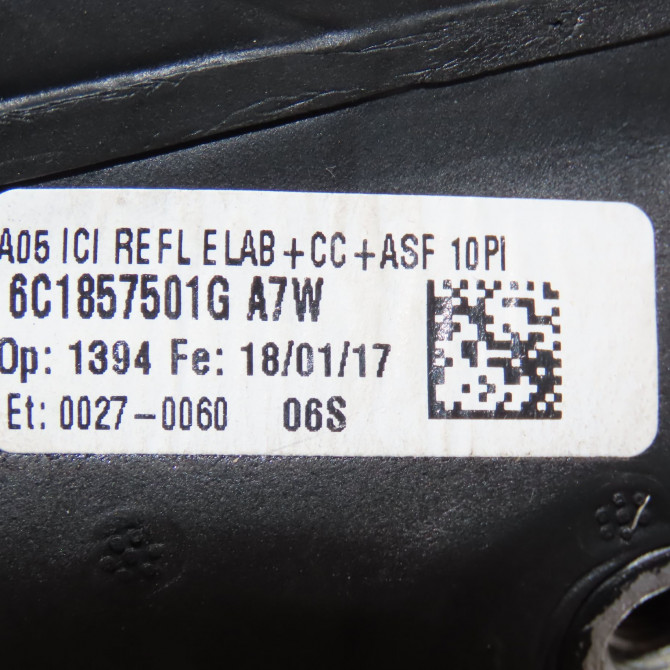 A05 ICI REFL ELAB+CC+ASF 10PI
6C1857501G A7W
Op: 1394 Fe: 18/01/17
Et: 0027-0060 06S